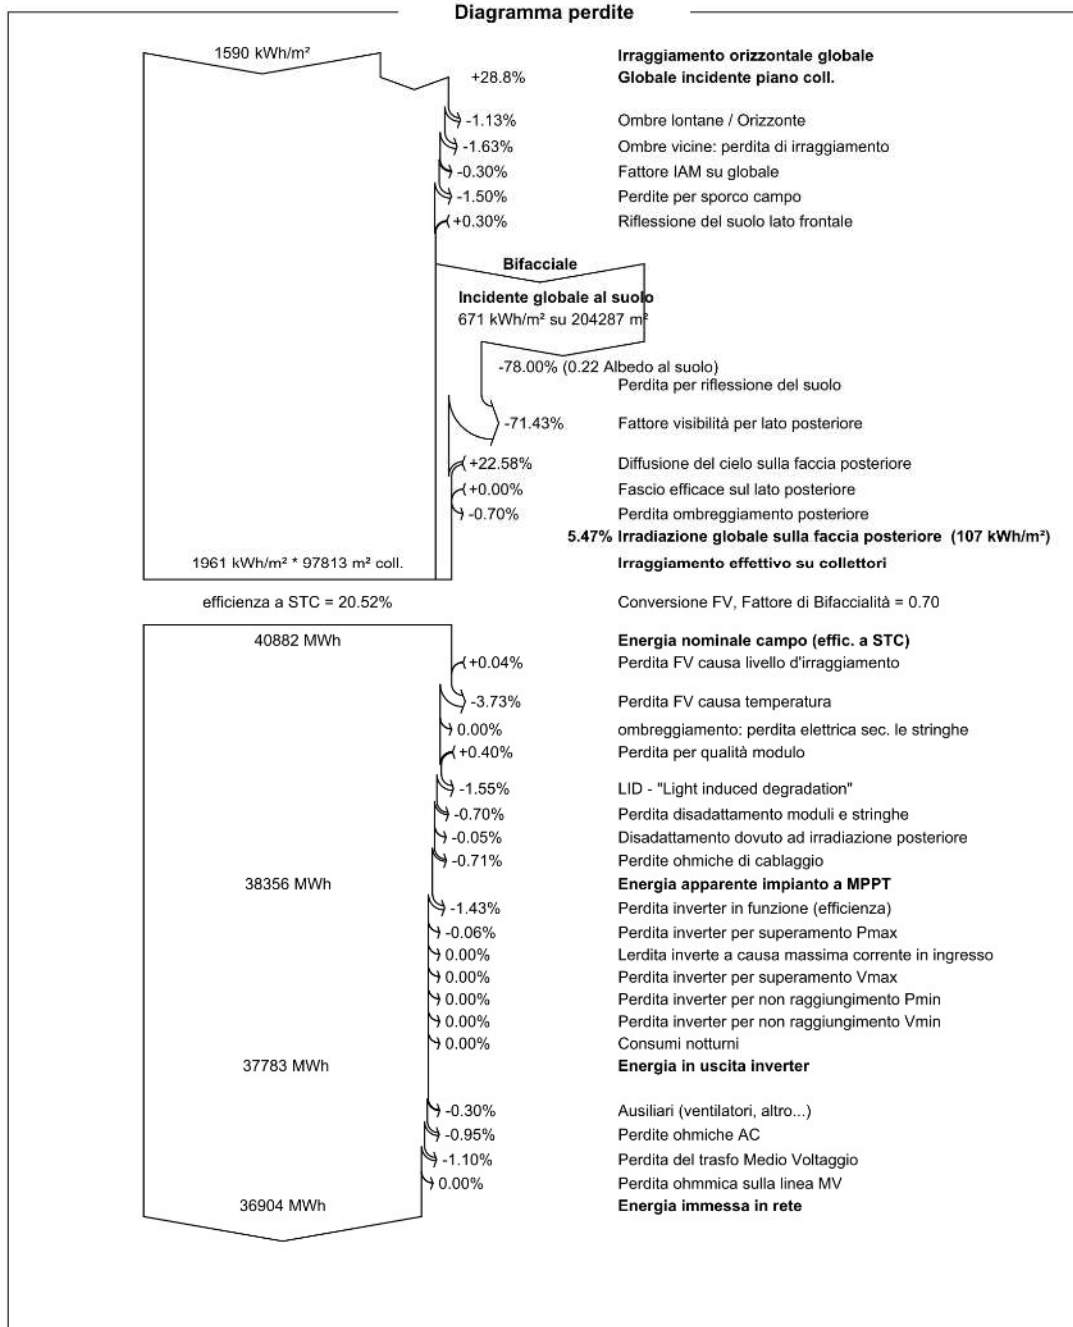 Diagramma perdite
1590 kWh/m² Irraggiamento orizzontale globale
+28.8% Globale incidente piano coll.
-1.13% Ombre lontane / Orizzonte
-1.63% Ombre vicine: perdita di irraggiamento
-0.30% Fattore IAM su globale
-1.50% Perdite per sporco campo
+0.30% Riflessione del suolo lato frontale
Bifacciale
Incidente globale al suolo
671 kWh/m² su 204287 m²
-78.00% (0.22 Albedo al suolo)
Perdita per riflessione del suolo
-71.43% Fattore visibilità per lato posteriore
+22.58% Diffusione del cielo sulla faccia posteriore
+0.00% Fascio efficace sul lato posteriore
-0.70% Perdita ombreggiamento posteriore
5.47% Irradiazione globale sulla faccia posteriore (107 kWh/m²)
1961 kWh/m² * 97813 m² coll. Irraggiamento effettivo su collettori
efficienza a STC = 20.52% Conversione FV, Fattore di Bifaccialità = 0.70
40882 MWh Energia nominale campo (effic. a STC)
+0.04% Perdita FV causa livello d'irraggiamento
-3.73% Perdita FV causa temperatura
0.00% ombreggiamento: perdita elettrica sec. le stringhe
+0.40% Perdita per qualità modulo
-1.55% LID - "Light induced degradation"
-0.70% Perdita disadattamento moduli e stringhe
-0.05% Disadattamento dovuto ad irradiazione posteriore
-0.71% Perdite ohmiche di cablaggio
38356 MWh Energia apparente impianto a MPPT
-1.43% Perdita inverter in funzione (efficienza)
-0.06% Perdita inverter per superamento Pmax
0.00% Lerdita inverte a causa massima corrente in ingresso
0.00% Perdita inverter per superamento Vmax
0.00% Perdita inverter per non raggiungimento Pmin
0.00% Perdita inverter per non raggiungimento Vmin
0.00% Consumi notturni
37783 MWh Energia in uscita inverter
-0.30% Ausiliari (ventilatori, altro...)
-0.95% Perdite ohmiche AC
-1.10% Perdita del trasfo Medio Voltaggio
0.00% Perdita ohmmica sulla linea MV
36904 MWh Energia immessa in rete